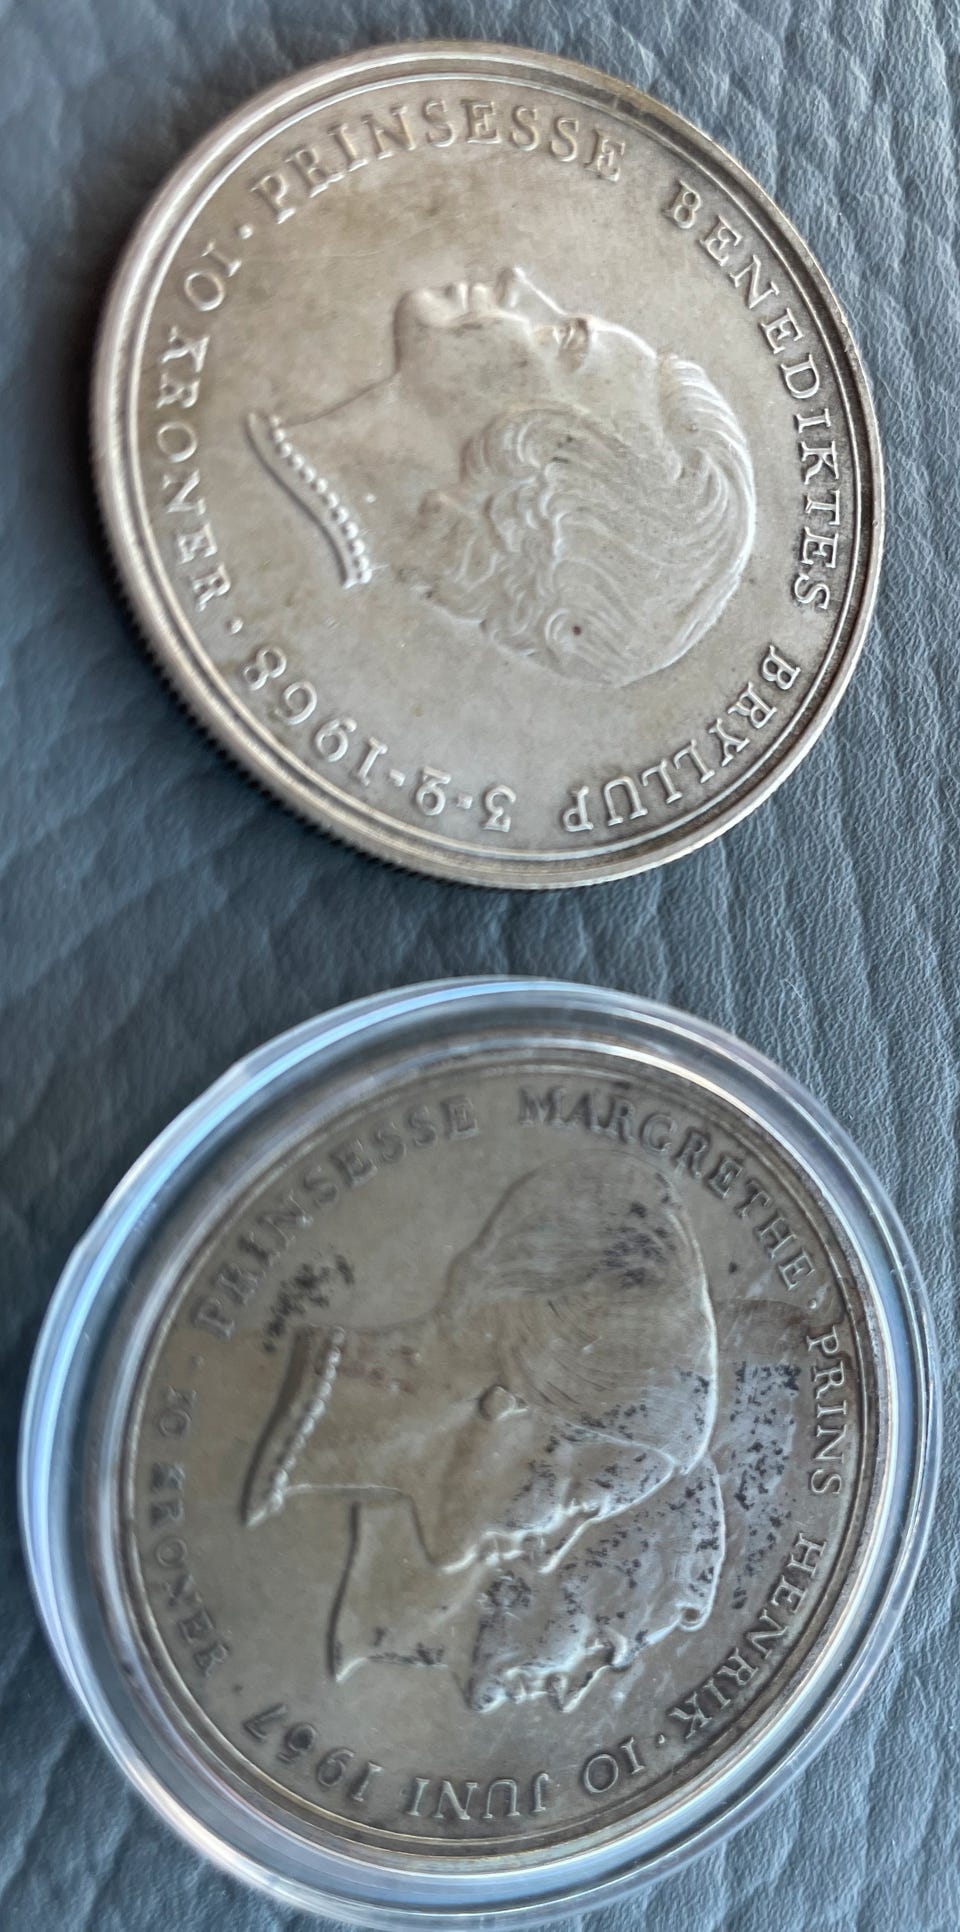 PRINSESSE BENEDIKTES BRYLLUP 3-2-1968 · 10 KRONER ·
PRINSESSE MARGRETHE · PRINS HENRIK · 10 JUNI 1967 · 10 KRONER ·